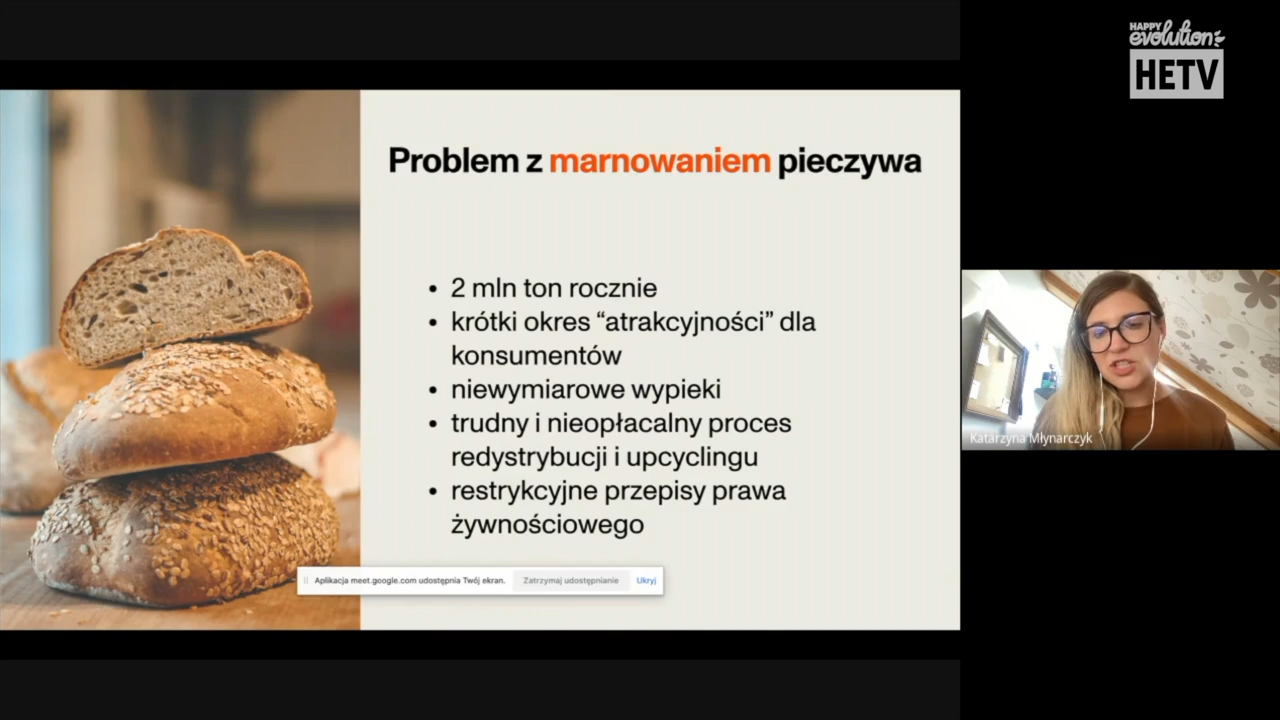 HAPPY
evolution
HETV
Problem z marnowaniem pieczywa
• 2 mln ton rocznie
• krótki okres “atrakcyjności” dla
konsumentów
• niewymiarowe wypieki
• trudny i nieopłacalny proces
redystrybucji i upcyclingu
• restrykcyjne przepisy prawa
żywnościowego
Aplikacja meet.google.com udostępnia Twój ekran. Zatrzymaj udostępnianie Ukryj
Katarzyna Młynarczyk